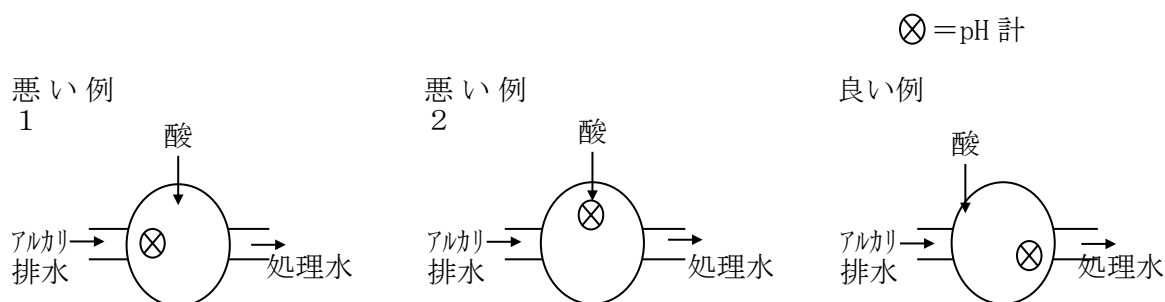 ⊗＝pH 計
悪 い 例
１
酸
アルカリ
排水
処理水
悪 い 例
２
酸
アルカリ
排水
処理水
良い例
酸
アルカリ
排水
処理水